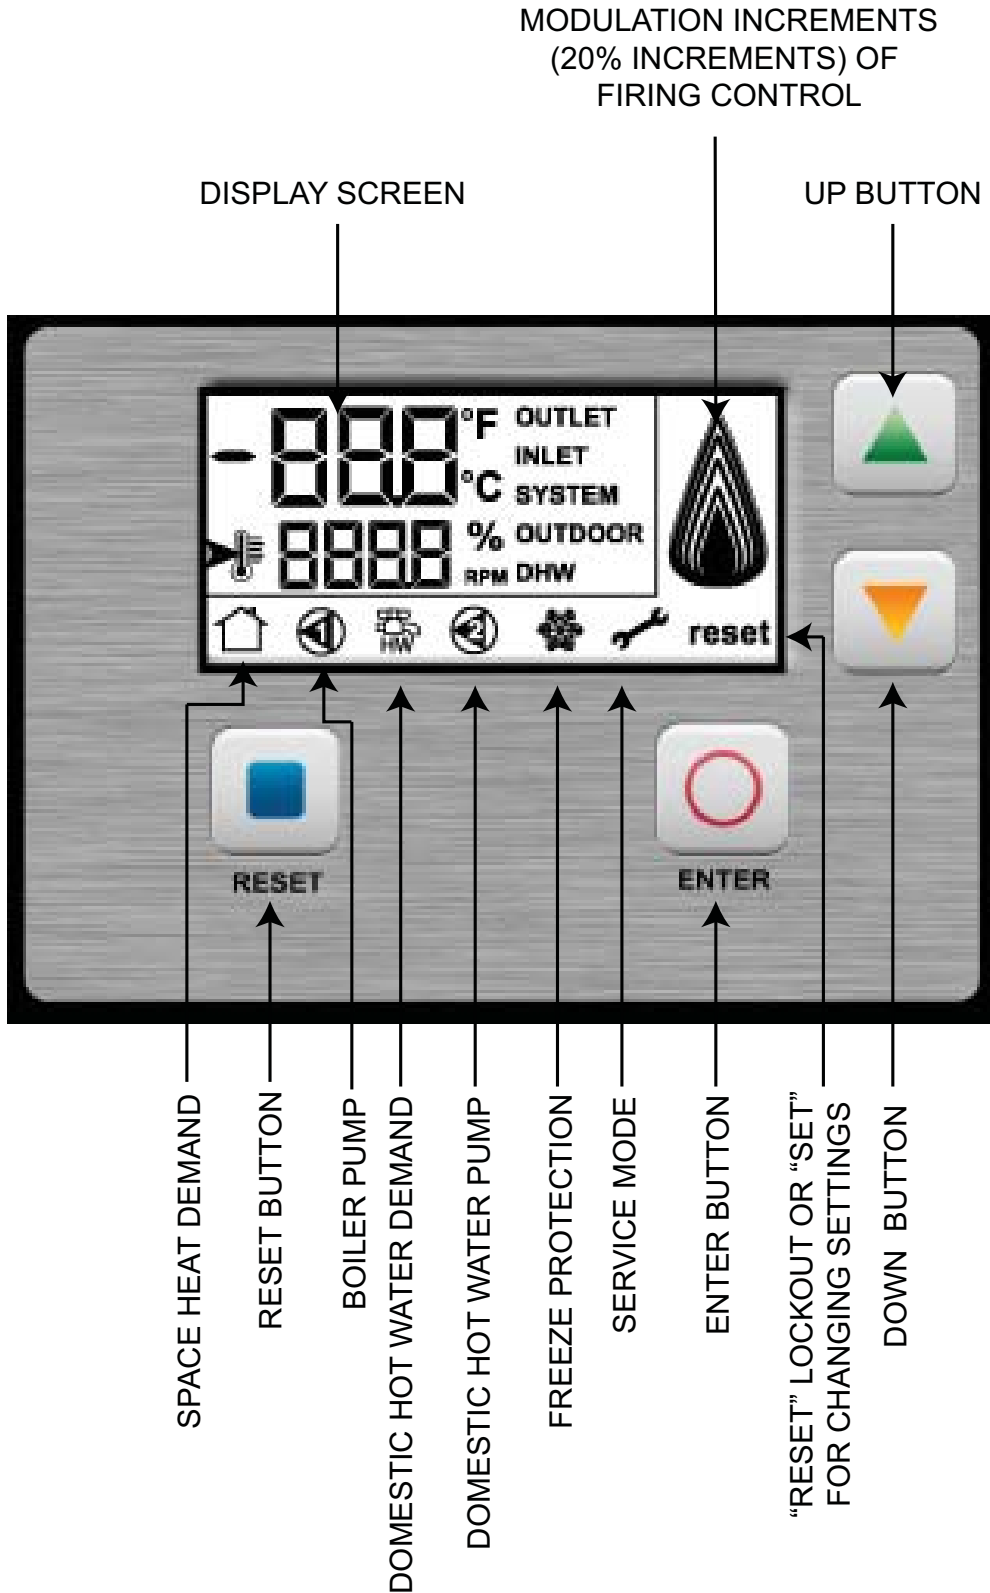 MODULATION INCREMENTS
(20% INCREMENTS) OF
FIRING CONTROL
DISPLAY SCREEN
UP BUTTON
-888 °F OUTLET
INLET
°C SYSTEM
8888 % OUTDOOR
RPM DHW
HW
reset
RESET
ENTER
SPACE HEAT DEMAND
RESET BUTTON
BOILER PUMP
DOMESTIC HOT WATER DEMAND
DOMESTIC HOT WATER PUMP
FREEZE PROTECTION
SERVICE MODE
ENTER BUTTON
“RESET” LOCKOUT OR “SET”
FOR CHANGING SETTINGS
DOWN BUTTON